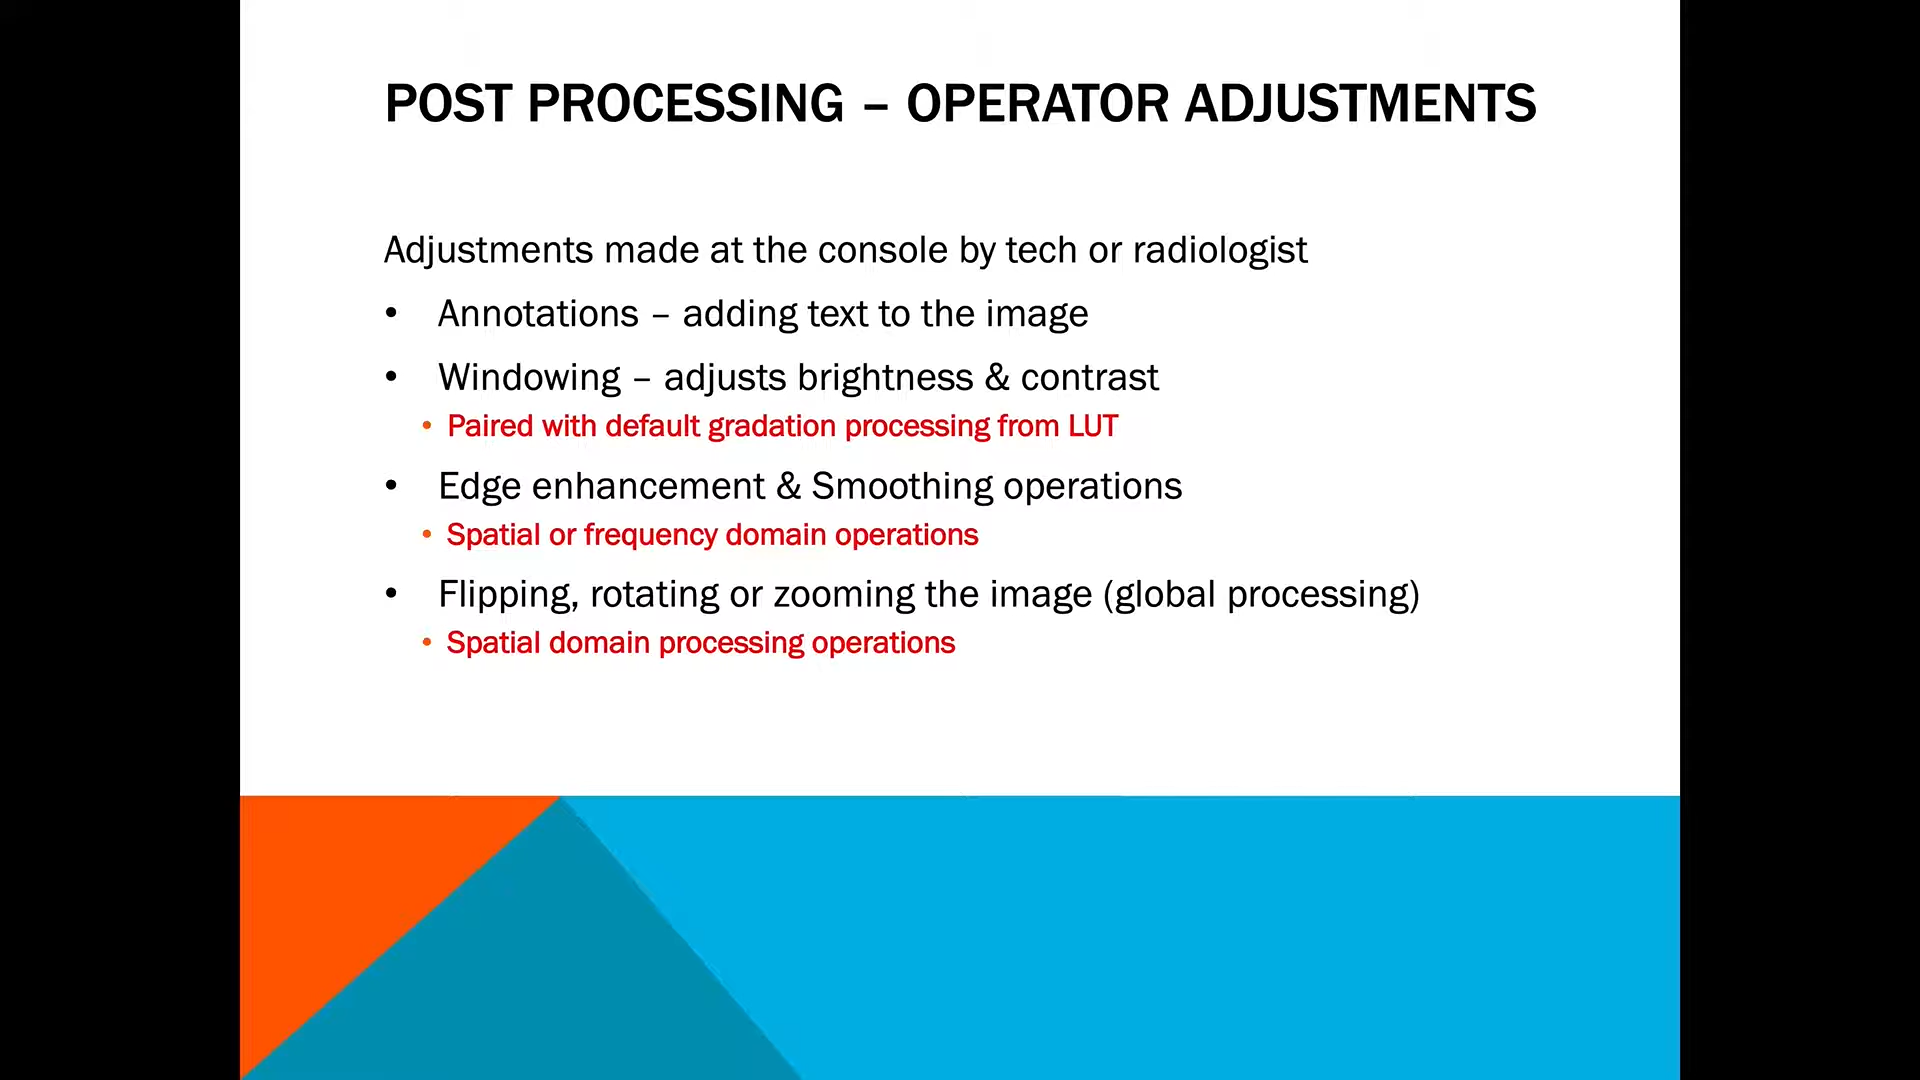 POST PROCESSING – OPERATOR ADJUSTMENTS
Adjustments made at the console by tech or radiologist
• Annotations – adding text to the image
• Windowing – adjusts brightness & contrast
• Paired with default gradation processing from LUT
• Edge enhancement & Smoothing operations
• Spatial or frequency domain operations
• Flipping, rotating or zooming the image (global processing)
• Spatial domain processing operations